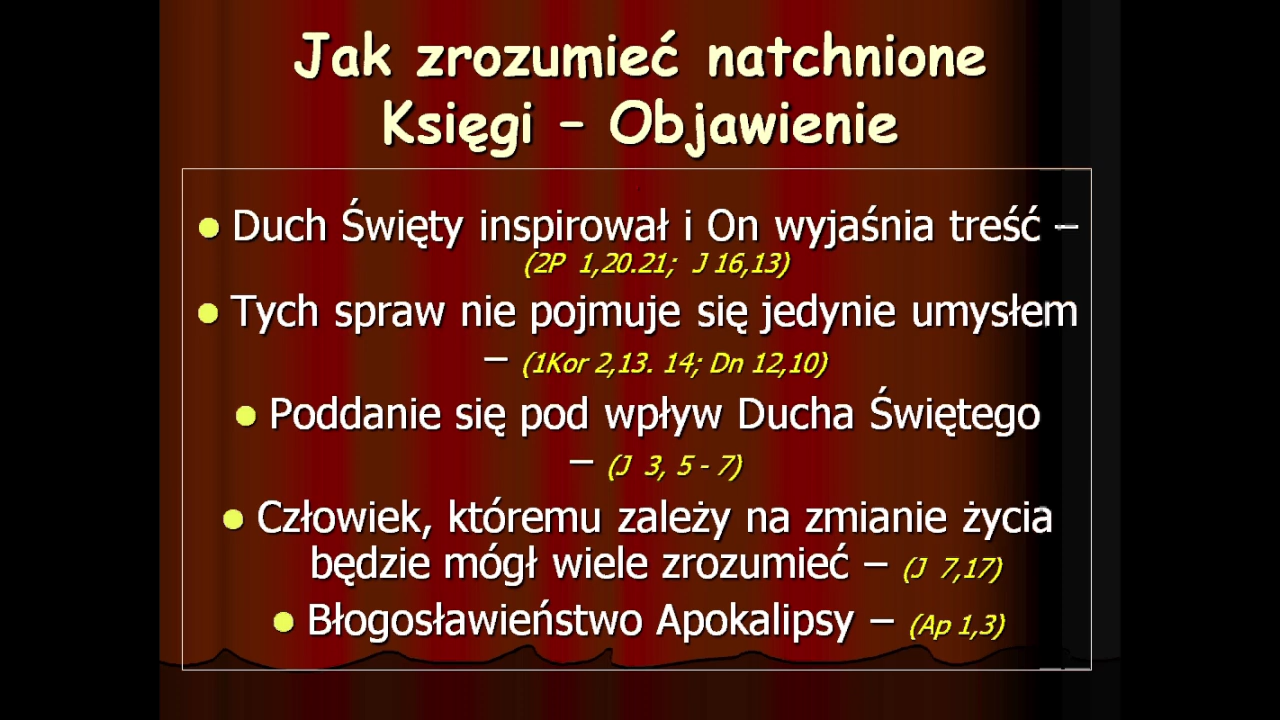 Jak zrozumieć natchnione
Księgi – Objawienie
● Duch Święty inspirował i On wyjaśnia treść –
(2P 1,20.21; J 16,13)
● Tych spraw nie pojmuje się jedynie umysłem
– (1Kor 2,13. 14; Dn 12,10)
● Poddanie się pod wpływ Ducha Świętego
– (J 3, 5 - 7)
● Człowiek, któremu zależy na zmianie życia
będzie mógł wiele zrozumieć – (J 7,17)
● Błogosławieństwo Apokalipsy – (Ap 1,3)